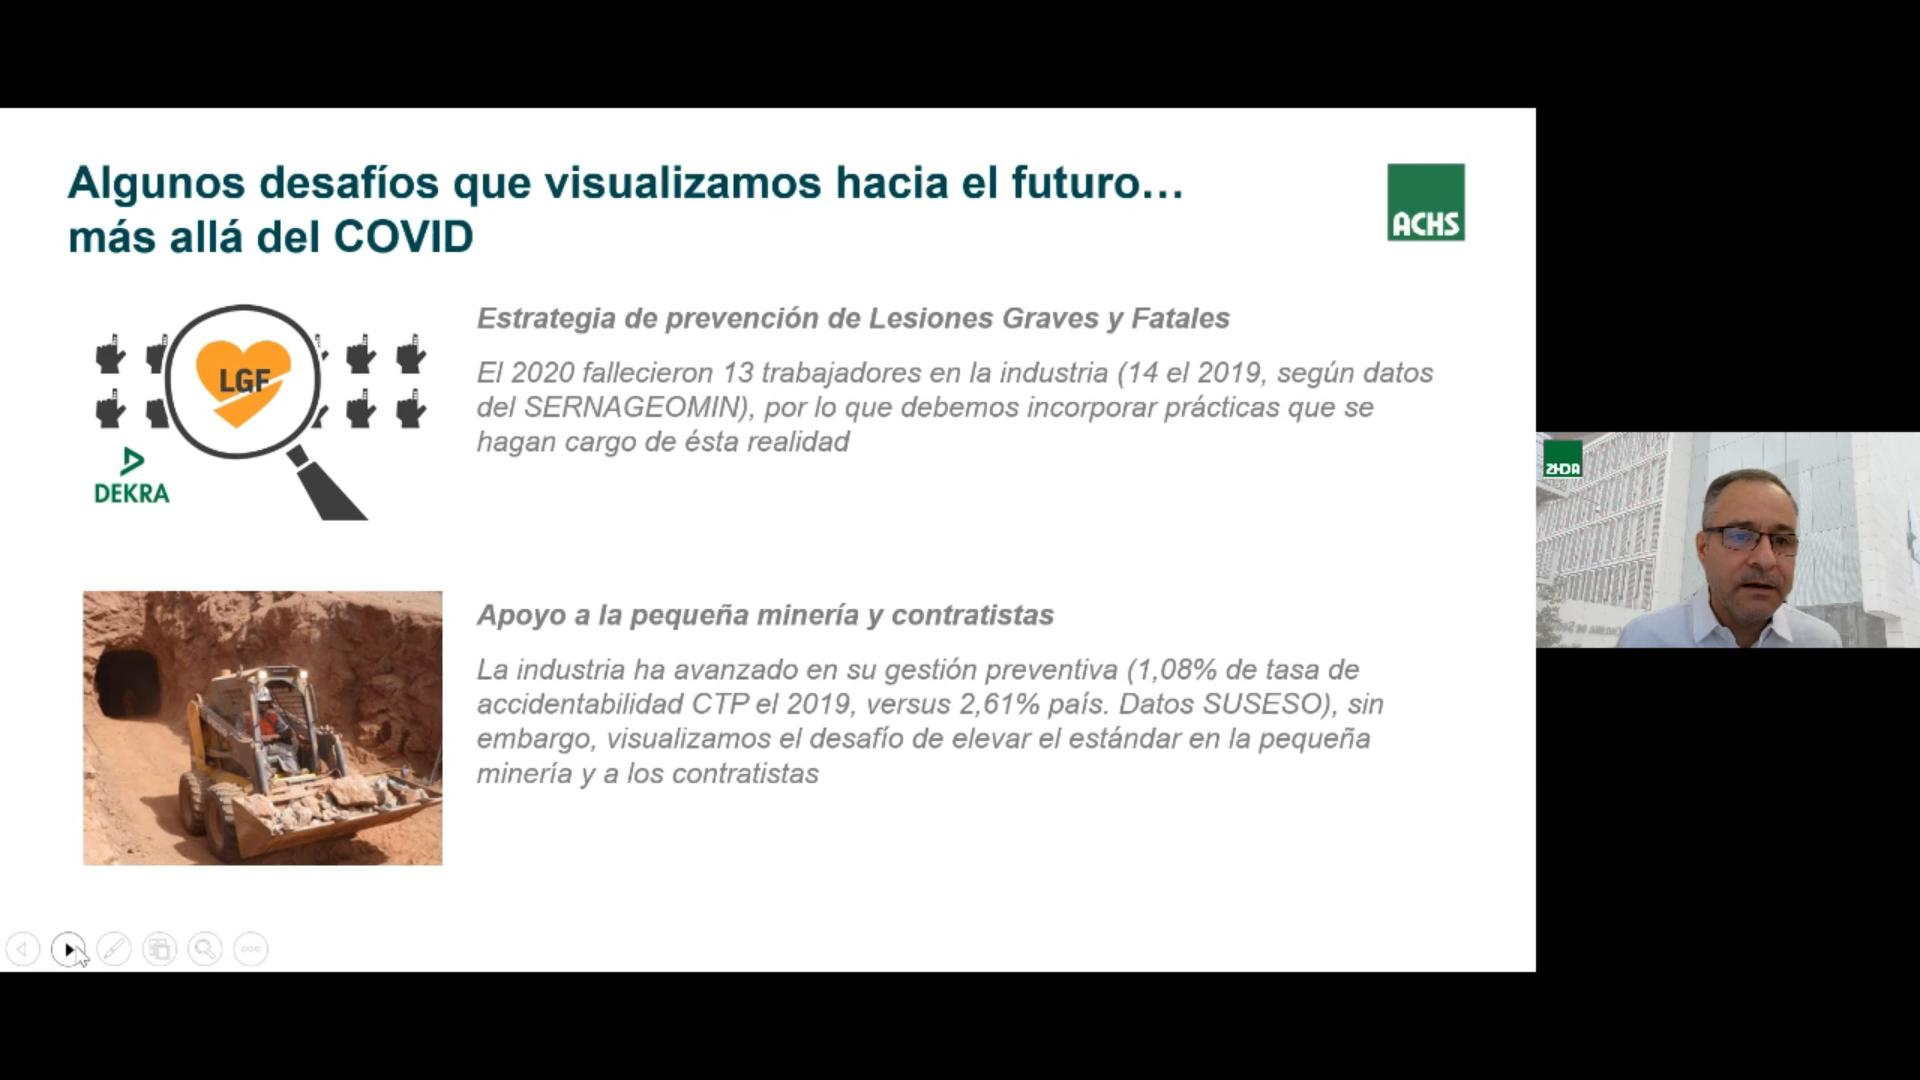 Algunos desafíos que visualizamos hacia el futuro…
más allá del COVID
ACHS
LGF
DEKRA
Estrategia de prevención de Lesiones Graves y Fatales
El 2020 fallecieron 13 trabajadores en la industria (14 el 2019, según datos
del SERNAGEOMIN), por lo que debemos incorporar prácticas que se
hagan cargo de ésta realidad
Apoyo a la pequeña minería y contratistas
La industria ha avanzado en su gestión preventiva (1,08% de tasa de
accidentabilidad CTP el 2019, versus 2,61% país. Datos SUSESO), sin
embargo, visualizamos el desafío de elevar el estándar en la pequeña
minería y a los contratistas
ACHS